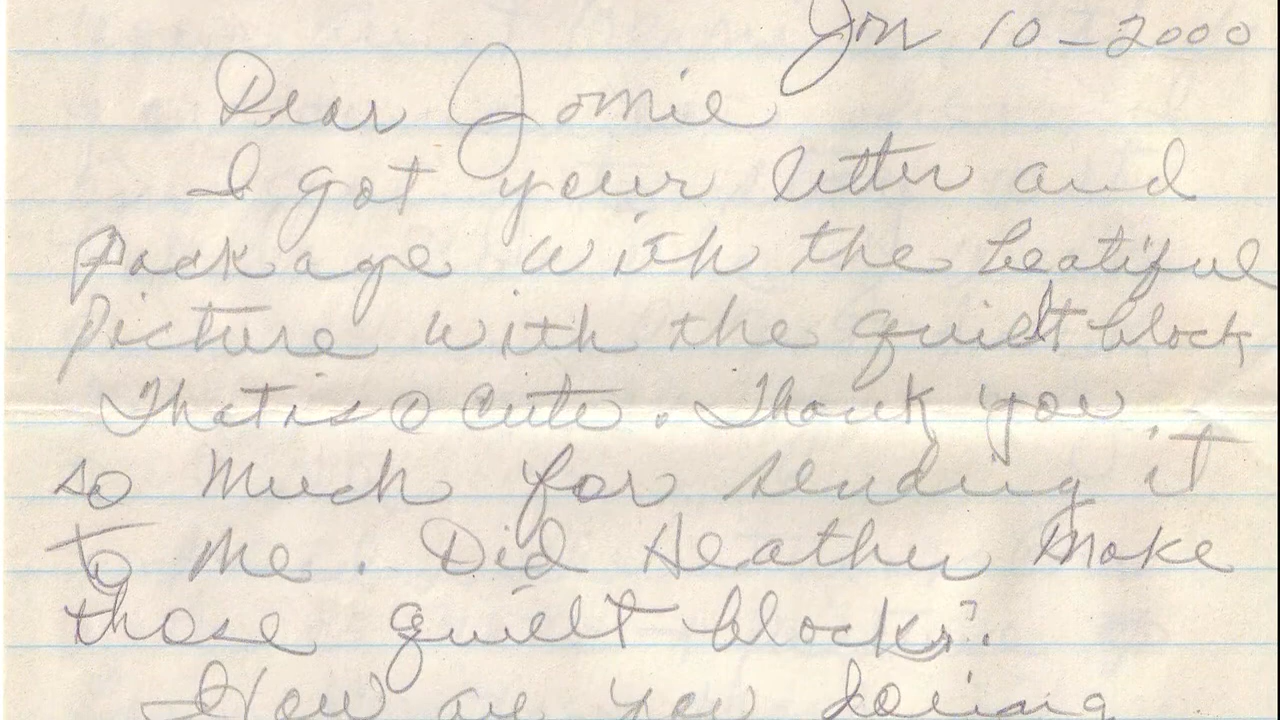 Jan 10-2000
Dear Jamie
I got your letter and
package with the beatiful
picture with the quilt block
That is a cute. Thank you
so much for sending it
to me. Did Heather make
those quilt blocks?.
How are you doing